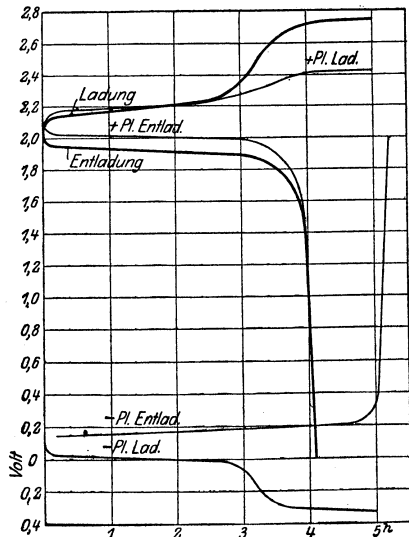 2,8
2,6
2,4
2,2
2,0
1,8
1,6
1,4
1,2
1,0
0,8
0,6
0,4
0,2
0
0,2
0,4
Volt
+Pl. Lad.
Ladung
+Pl. Entlad.
Entladung
-Pl. Entlad.
-Pl. Lad.
1
2
3
4
5h